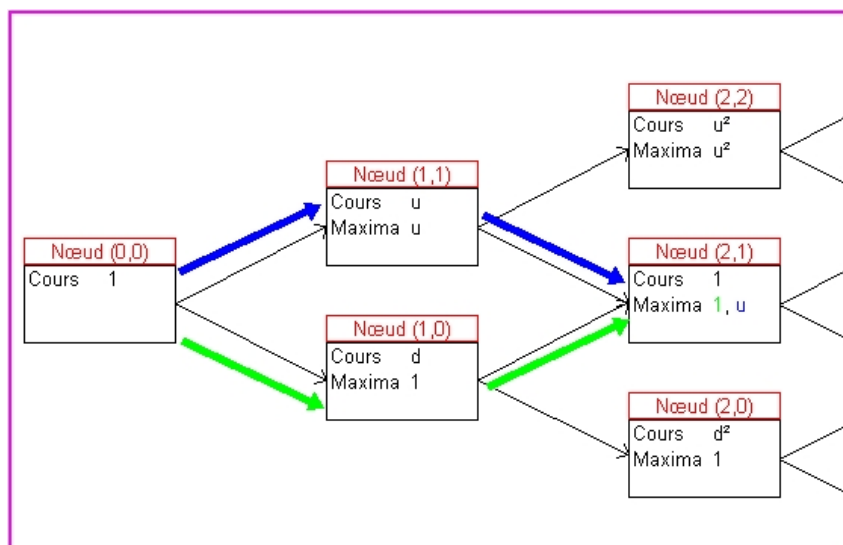 Nœud (0,0)
Cours 1
Nœud (1,1)
Cours u
Maxima u
Nœud (1,0)
Cours d
Maxima 1
Nœud (2,2)
Cours u²
Maxima u²
Nœud (2,1)
Cours 1
Maxima 1, u
Nœud (2,0)
Cours d²
Maxima 1